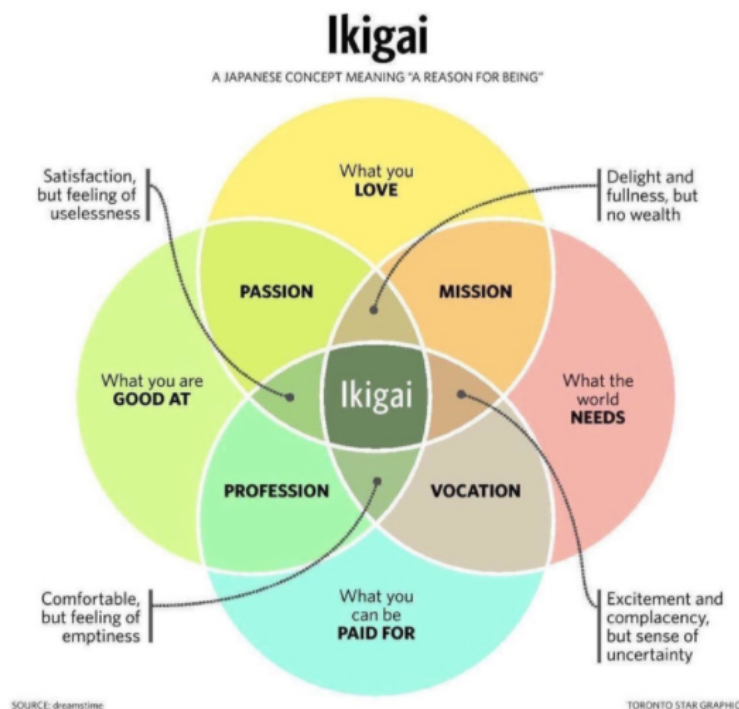 Ikigai
A JAPANESE CONCEPT MEANING “A REASON FOR BEING”
Satisfaction,
but feeling of
uselessness
What you
LOVE
Delight and
fullness, but
no wealth
PASSION
MISSION
What you are
GOOD AT
Ikigai
What the
world
NEEDS
PROFESSION
VOCATION
Comfortable,
but feeling of
emptiness
What you
can be
PAID FOR
Excitement and
complacency,
but sense of
uncertainty
SOURCE: dreamstime
TORONTO STAR GRAPHIC